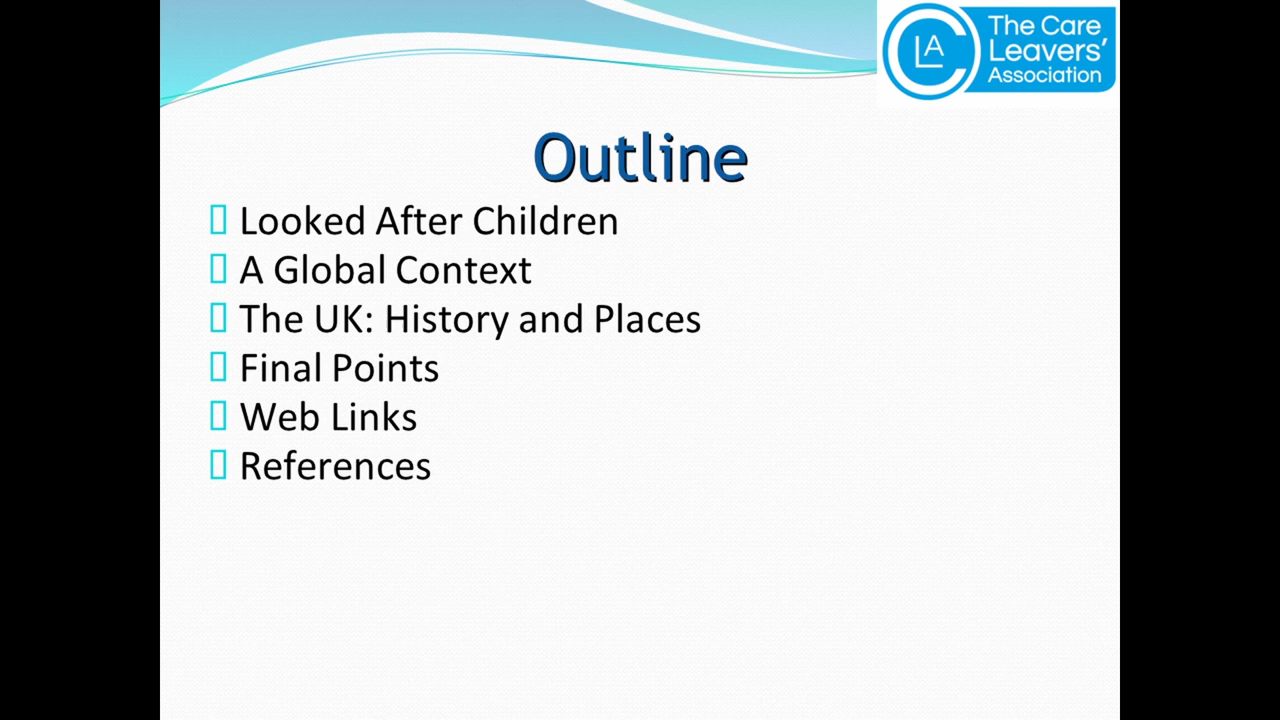 The Care
Leavers’
Association
CLA
Outline
Looked After Children
A Global Context
The UK: History and Places
Final Points
Web Links
References